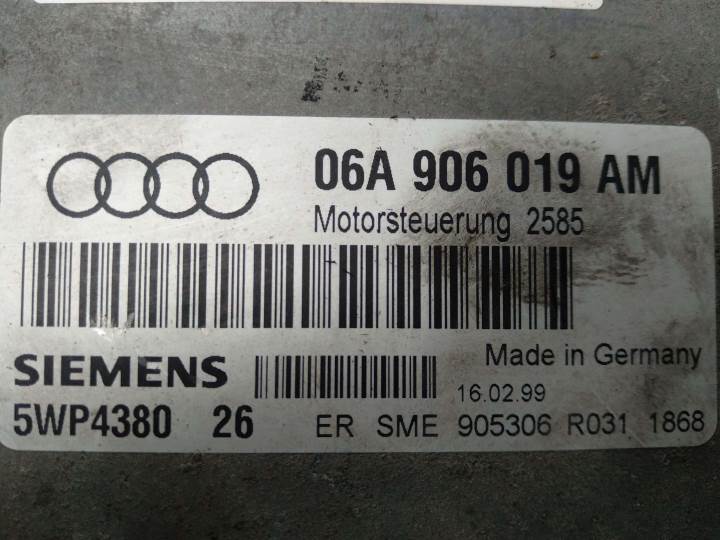 06A 906 019 AM
Motorsteuerung 2585
SIEMENS
Made in Germany
16.02.99
5WP4380 26
ER SME 905306 R031 1868